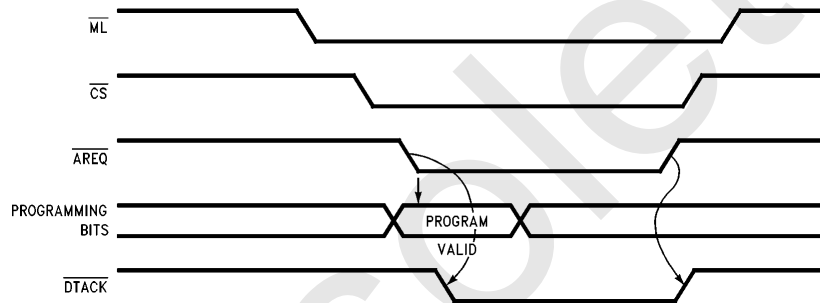 ML
CS
AREQ
PROGRAMMING
BITS
PROGRAM
VALID
DTACK